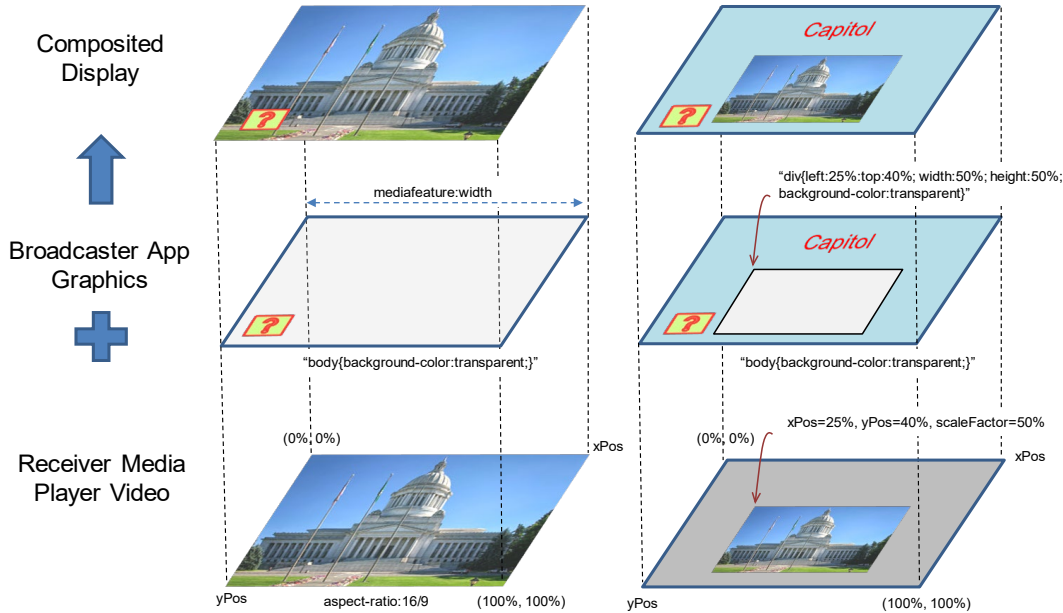 Composited
Display
?
Capitol
?
"div{left:25%:top:40%; width:50%; height:50%;
background-color:transparent}"
mediafeature:width
Broadcaster App
Graphics
?
Capitol
?
"body{background-color:transparent;}"
"body{background-color:transparent;}"
xPos=25%, yPos=40%, scaleFactor=50%
(0%, 0%)
xPos
(0%, 0%)
xPos
Receiver Media
Player Video
yPos
aspect-ratio:16/9
(100%, 100%)
yPos
(100%, 100%)